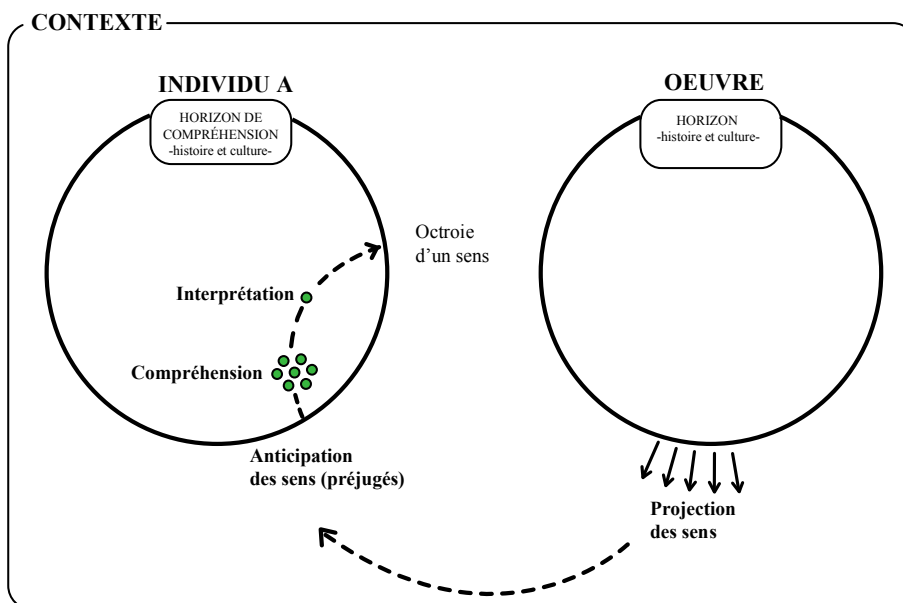 CONTEXTE
INDIVIDU A
HORIZON DE
COMPRÉHENSION
-histoire et culture-
OEUVRE
HORIZON
-histoire et culture-
Octroie
d'un sens
Interprétation
Compréhension
Anticipation
des sens (préjugés)
Projection
des sens